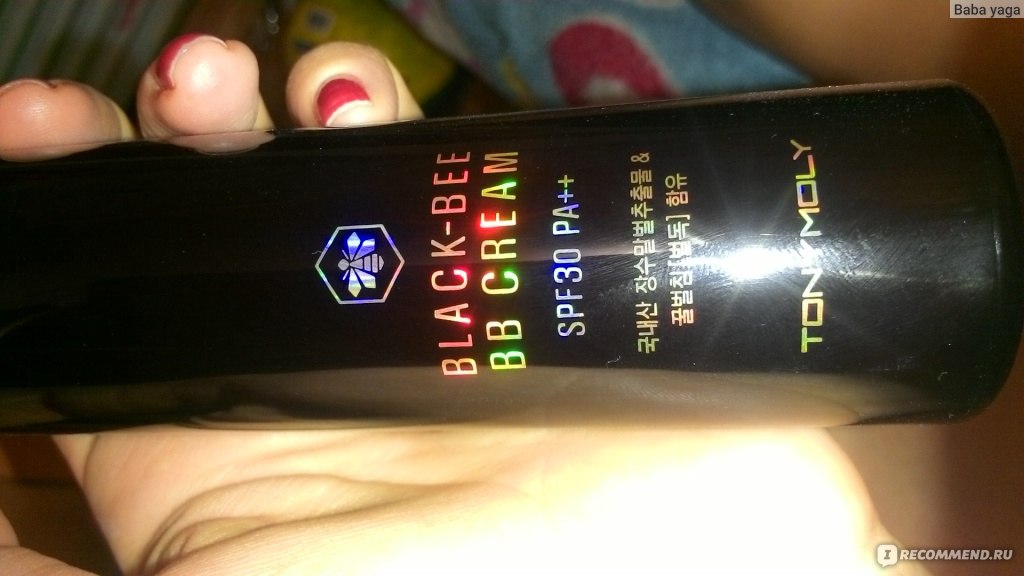 Baba yaga
BLACK-BEE
BB CREAM
SPF30 PA++
국내산 장수말벌추출물 &
꿀벌침[벌독] 함유
TONYMOLY
IRECOMMEND.RU